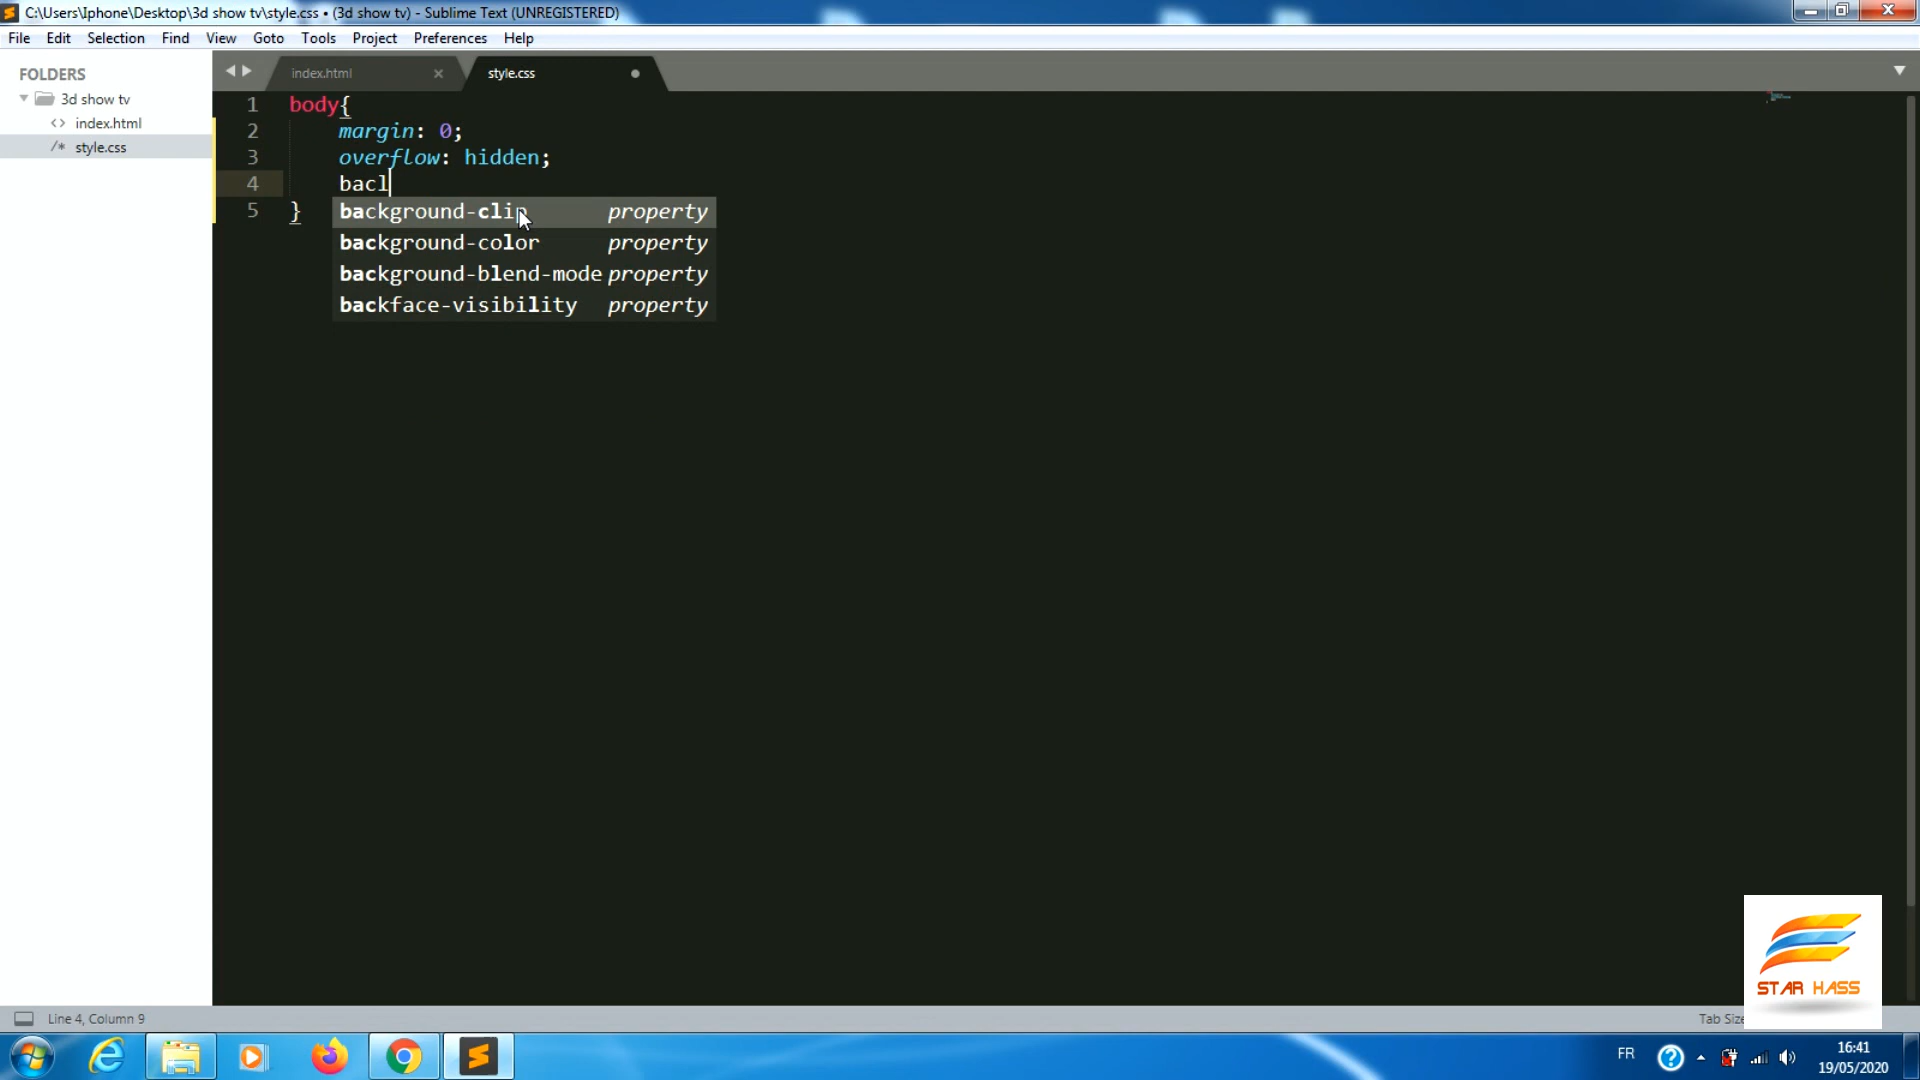 C:\Users\Iphone\Desktop\3d show tv\style.css • (3d show tv) - Sublime Text (UNREGISTERED)
File Edit Selection Find View Goto Tools Project Preferences Help
FOLDERS
3d show tv
<> index.html
/* style.css
index.html
style.css
1 body{
2 margin: 0;
3 overflow: hidden;
4 bacl
5 }
background-clip property
background-color property
background-blend-mode property
backface-visibility property
STAR HASS
Line 4, Column 9
Tab Size
FR
16:41
19/05/2020